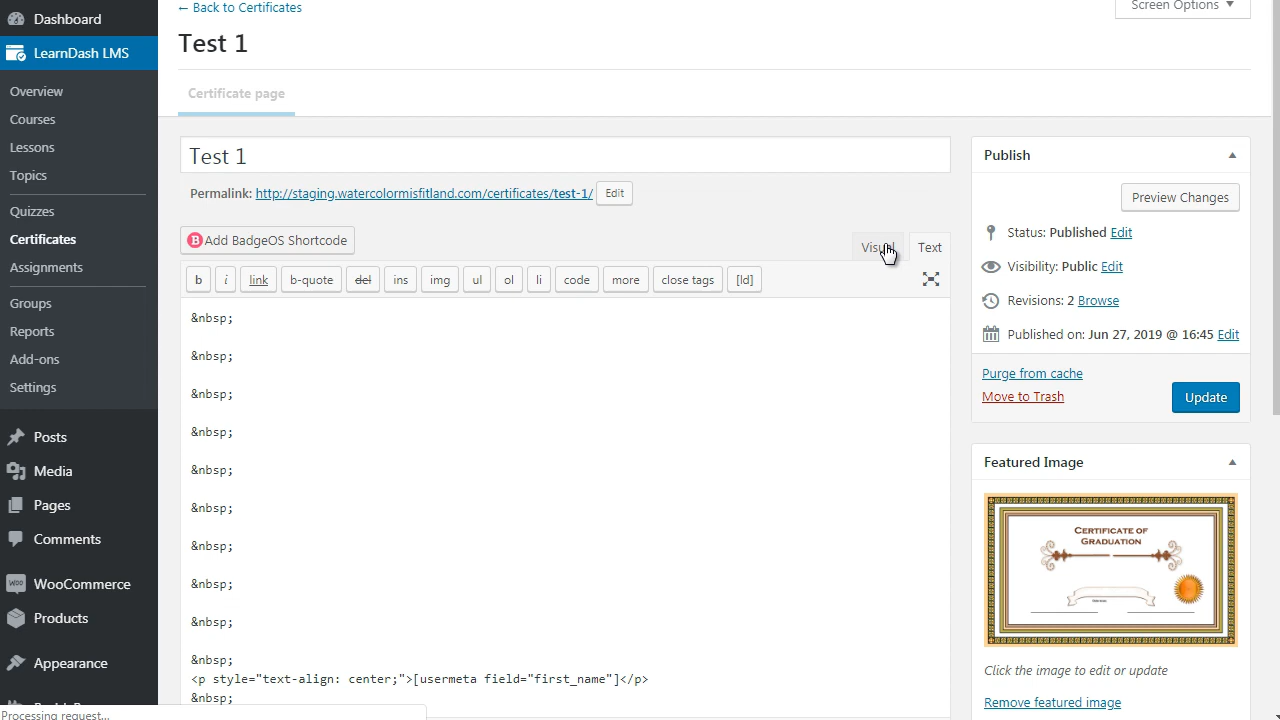 Dashboard
LearnDash LMS
Overview
Courses
Lessons
Topics
Quizzes
Certificates
Assignments
Groups
Reports
Add-ons
Settings
Posts
Media
Pages
Comments
WooCommerce
Products
Appearance
Processing request...
← Back to Certificates
Screen Options
Test 1
Certificate page
Test 1
Permalink: http://staging.watercolormisfitland.com/certificates/test-1/ Edit
Add BadgeOS Shortcode
Visual Text
b i link b-quote del ins img ul ol li code more close tags [ld]
&nbsp;
&nbsp;
&nbsp;
&nbsp;
&nbsp;
&nbsp;
&nbsp;
&nbsp;
&nbsp;
&nbsp;
<p style="text-align: center;">[usermeta field="first_name"]</p>
&nbsp;
Publish
Preview Changes
Status: Published Edit
Visibility: Public Edit
Revisions: 2 Browse
Published on: Jun 27, 2019 @ 16:45 Edit
Purge from cache
Move to Trash
Update
Featured Image
CERTIFICATE OF
GRADUATION
Click the image to edit or update
Remove featured image